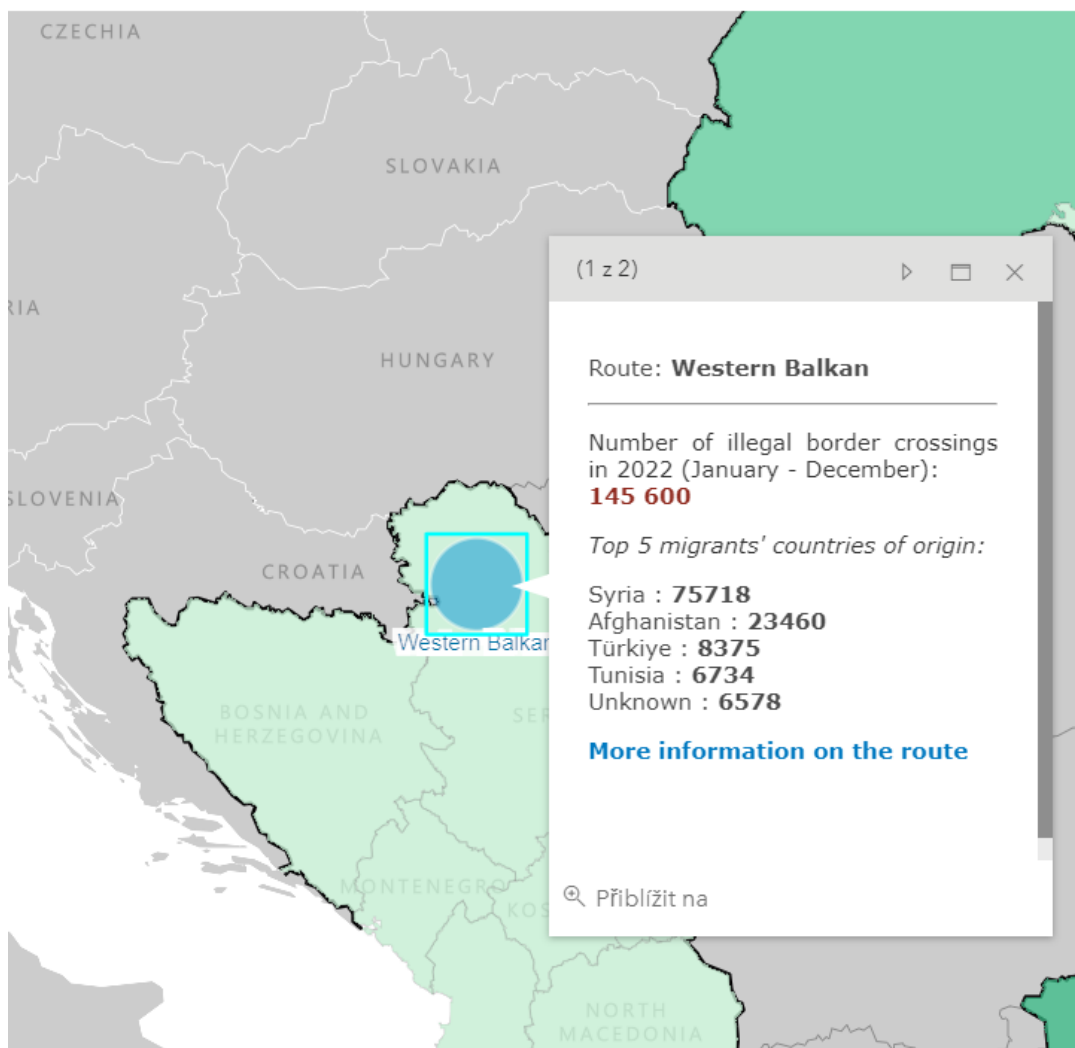 CZECHIA
SLOVAKIA
(1 z 2)
RIA
HUNGARY
Route: Western Balkan
Number of illegal border crossings
in 2022 (January - December):
145 600
SLOVENIA
Top 5 migrants' countries of origin:
CROATIA
Syria : 75718
Afghanistan : 23460
Türkiye : 8375
Tunisia : 6734
Unknown : 6578
Western Balkan
BOSNIA AND
HERZEGOVINA
SER
More information on the route
MONTENEGRO
KOS
Přiblížit na
NORTH
MACEDONIA